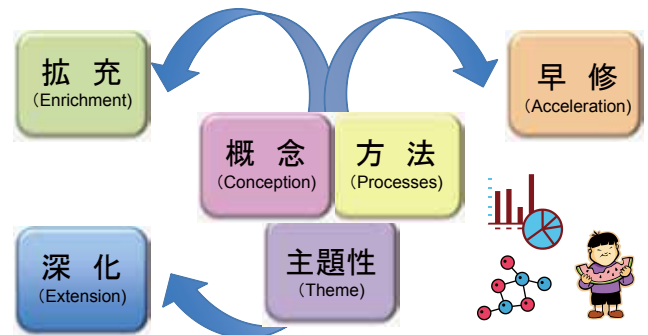 拡 充
(Enrichment)
早 修
(Acceleration)
概 念
(Conception)
方 法
(Processes)
深 化
(Extension)
主題性
(Theme)